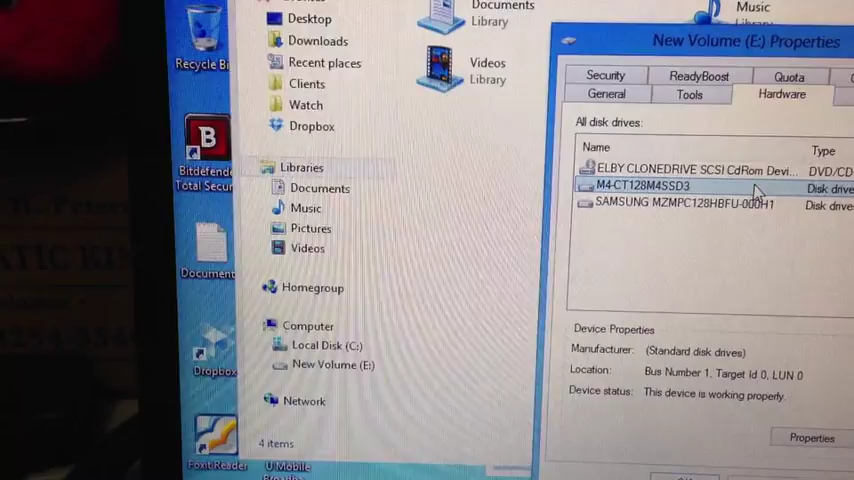 Desktop
Downloads
Recent places
Clients
Watch
Dropbox
Libraries
Documents
Music
Pictures
Videos
Homegroup
Computer
Local Disk (C:)
New Volume (E:)
Network
4 items
Documents
Library
Videos
Library
Music
Library
Recycle Bi
B
Bitdefende
Total Secur
Document
Dropbox
Foxit Reader
U Mobile
New Volume (E:) Properties
Security
ReadyBoost
Quota
General
Tools
Hardware
All disk drives:
Name
Type
ELBY CLONEDRIVE SCSI CdRom Devi...
DVD/CD
M4-CT128M4SSD3
Disk drive
SAMSUNG MZMPC128HBFU-000H1
Disk drive
Device Properties
Manufacturer: (Standard disk drives)
Location: Bus Number 1, Target Id 0, LUN 0
Device status: This device is working properly.
Properties